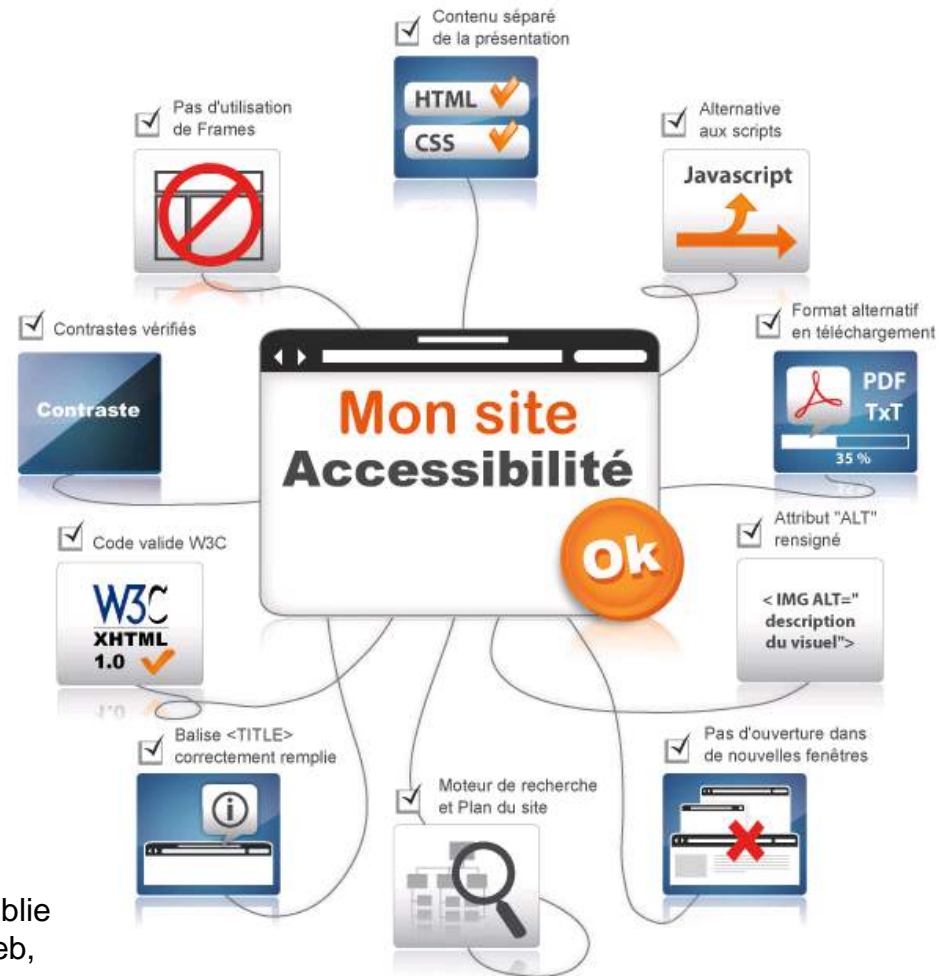 Contenu séparé
de la présentation
HTML
CSS
Pas d'utilisation
de Frames
Alternative
aux scripts
Javascript
Contrastes vérifiés
Contraste
Format alternatif
en téléchargement
PDF
TxT
35 %
Mon site
Accessibilité
Ok
Code valide W3C
W3C
XHTML
1.0
Attribut "ALT"
rensigné
< IMG ALT="
description
du visuel">
Balise <TITLE>
correctement remplie
Moteur de recherche
et Plan du site
Pas d'ouverture dans
de nouvelles fenêtres
blie
eb,